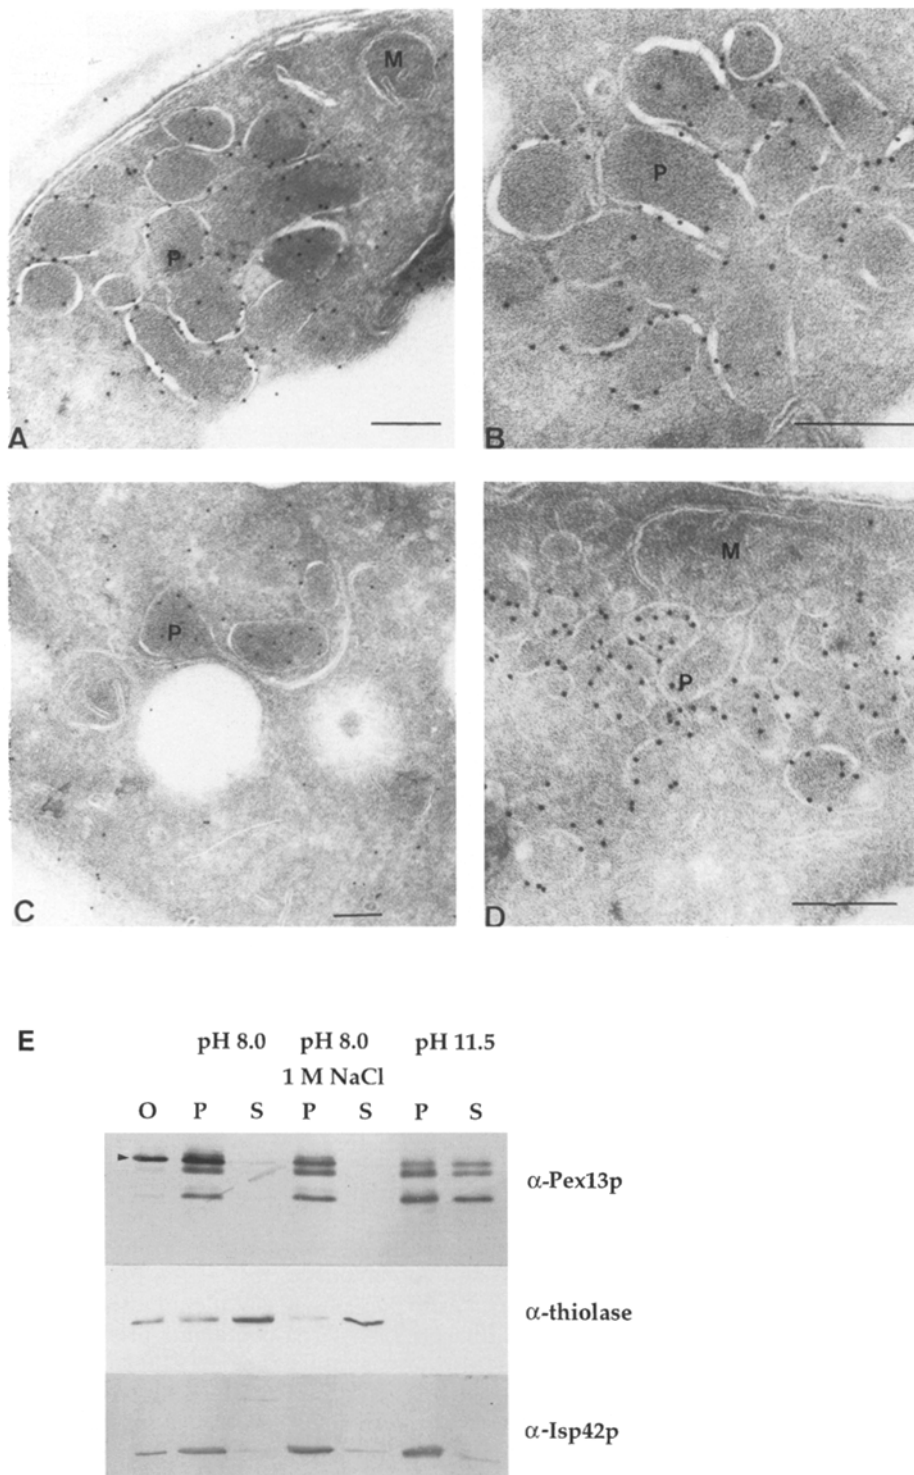 M
P
A
P
B
P
C
M
P
D
E
pH 8.0 pH 8.0 pH 11.5
1 M NaCl
O P S P S P S
α-Pex13p
α-thiolase
α-Isp42p